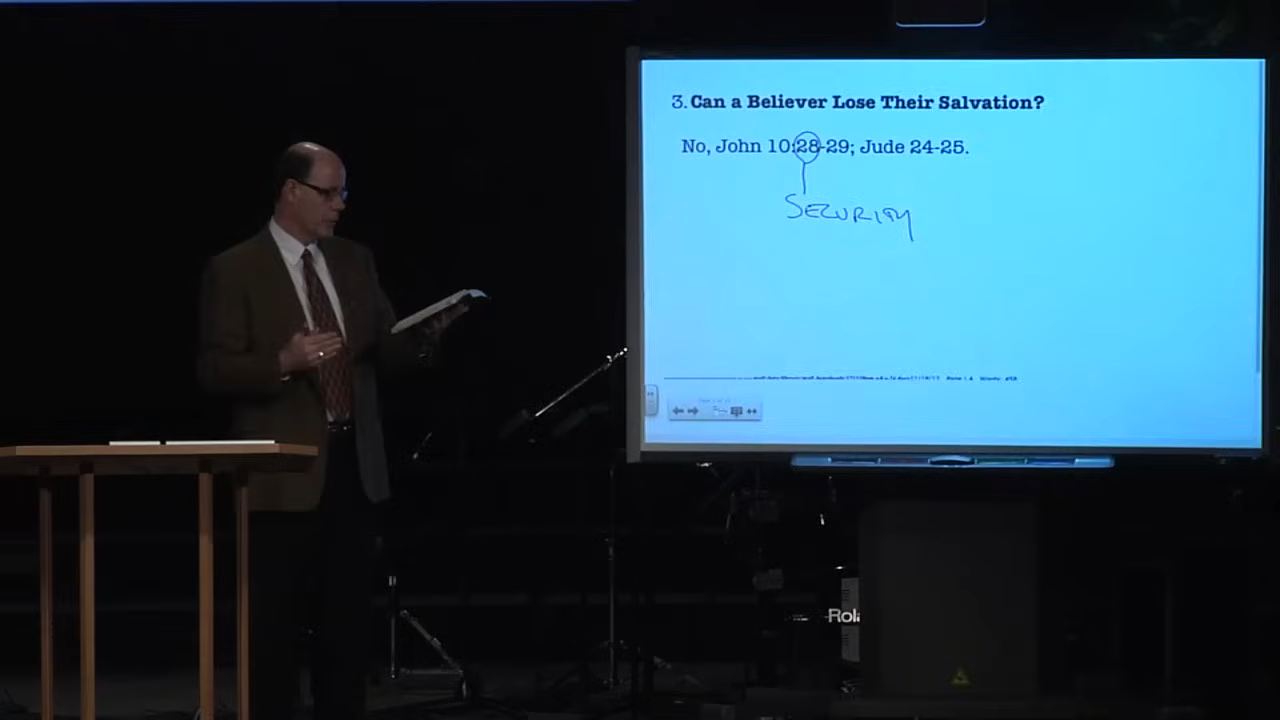 3. Can a Believer Lose Their Salvation?
No, John 10:28-29; Jude 24-25.
SECURITY
Rola